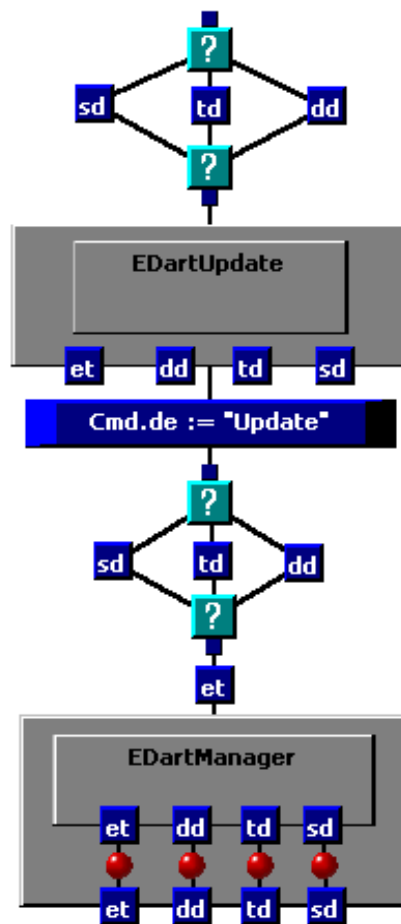 ?
sd td dd
?
EDartUpdate
et dd td sd
Cmd.de := "Update"
?
sd td dd
?
et
EDartManager
et dd td sd
et dd td sd